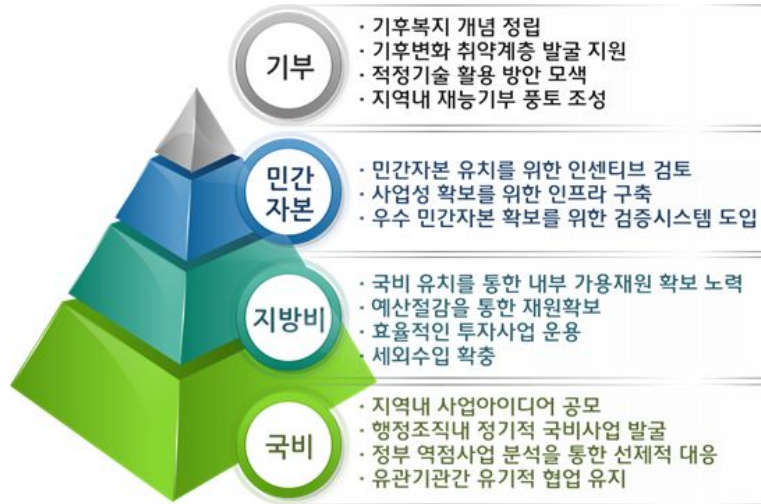 기부
· 기후복지 개념 정립
· 기후변화 취약계층 발굴 지원
· 적정기술 활용 방안 모색
· 지역내 재능기부 풍토 조성
민간
자본
· 민간자본 유치를 위한 인센티브 검토
· 사업성 확보를 위한 인프라 구축
· 우수 민간자본 확보를 위한 검증시스템 도입
지방비
· 국비 유치를 통한 내부 가용재원 확보 노력
· 예산절감을 통한 재원확보
· 효율적인 투자사업 운용
· 세외수입 확충
국비
· 지역내 사업아이디어 공모
· 행정조직내 정기적 국비사업 발굴
· 정부 역점사업 분석을 통한 선제적 대응
· 유관기관간 유기적 협업 유지